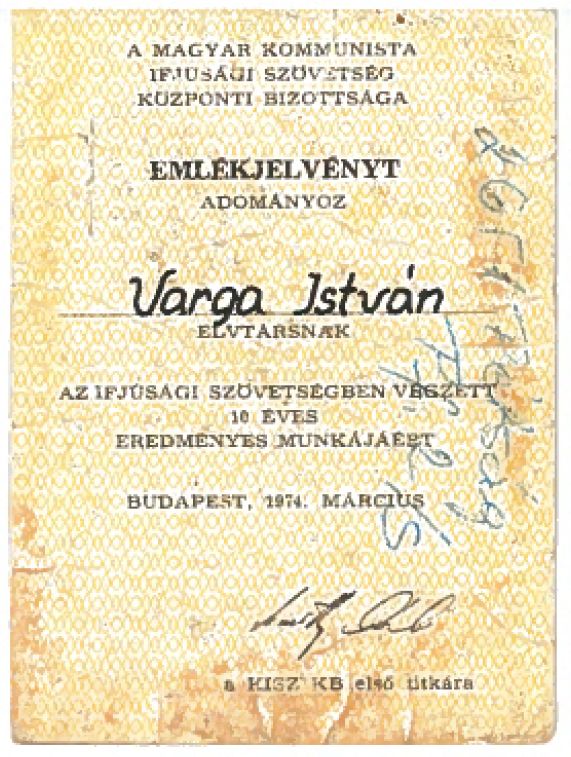 A MAGYAR KOMMUNISTA
IFJÚSÁGI SZÖVETSÉG
KÖZPONTI BIZOTTSÁGA
EMLÉKJELVÉNYT
ADOMÁNYOZ
Varga István
ELVTÁRSNAK
AZ IFJÚSÁGI SZÖVETSÉGBEN VÉGZETT
10 ÉVES
EREDMÉNYES MUNKÁJÁÉRT
BUDAPEST, 1974. MÁRCIUS
a KISZ KB első titkára